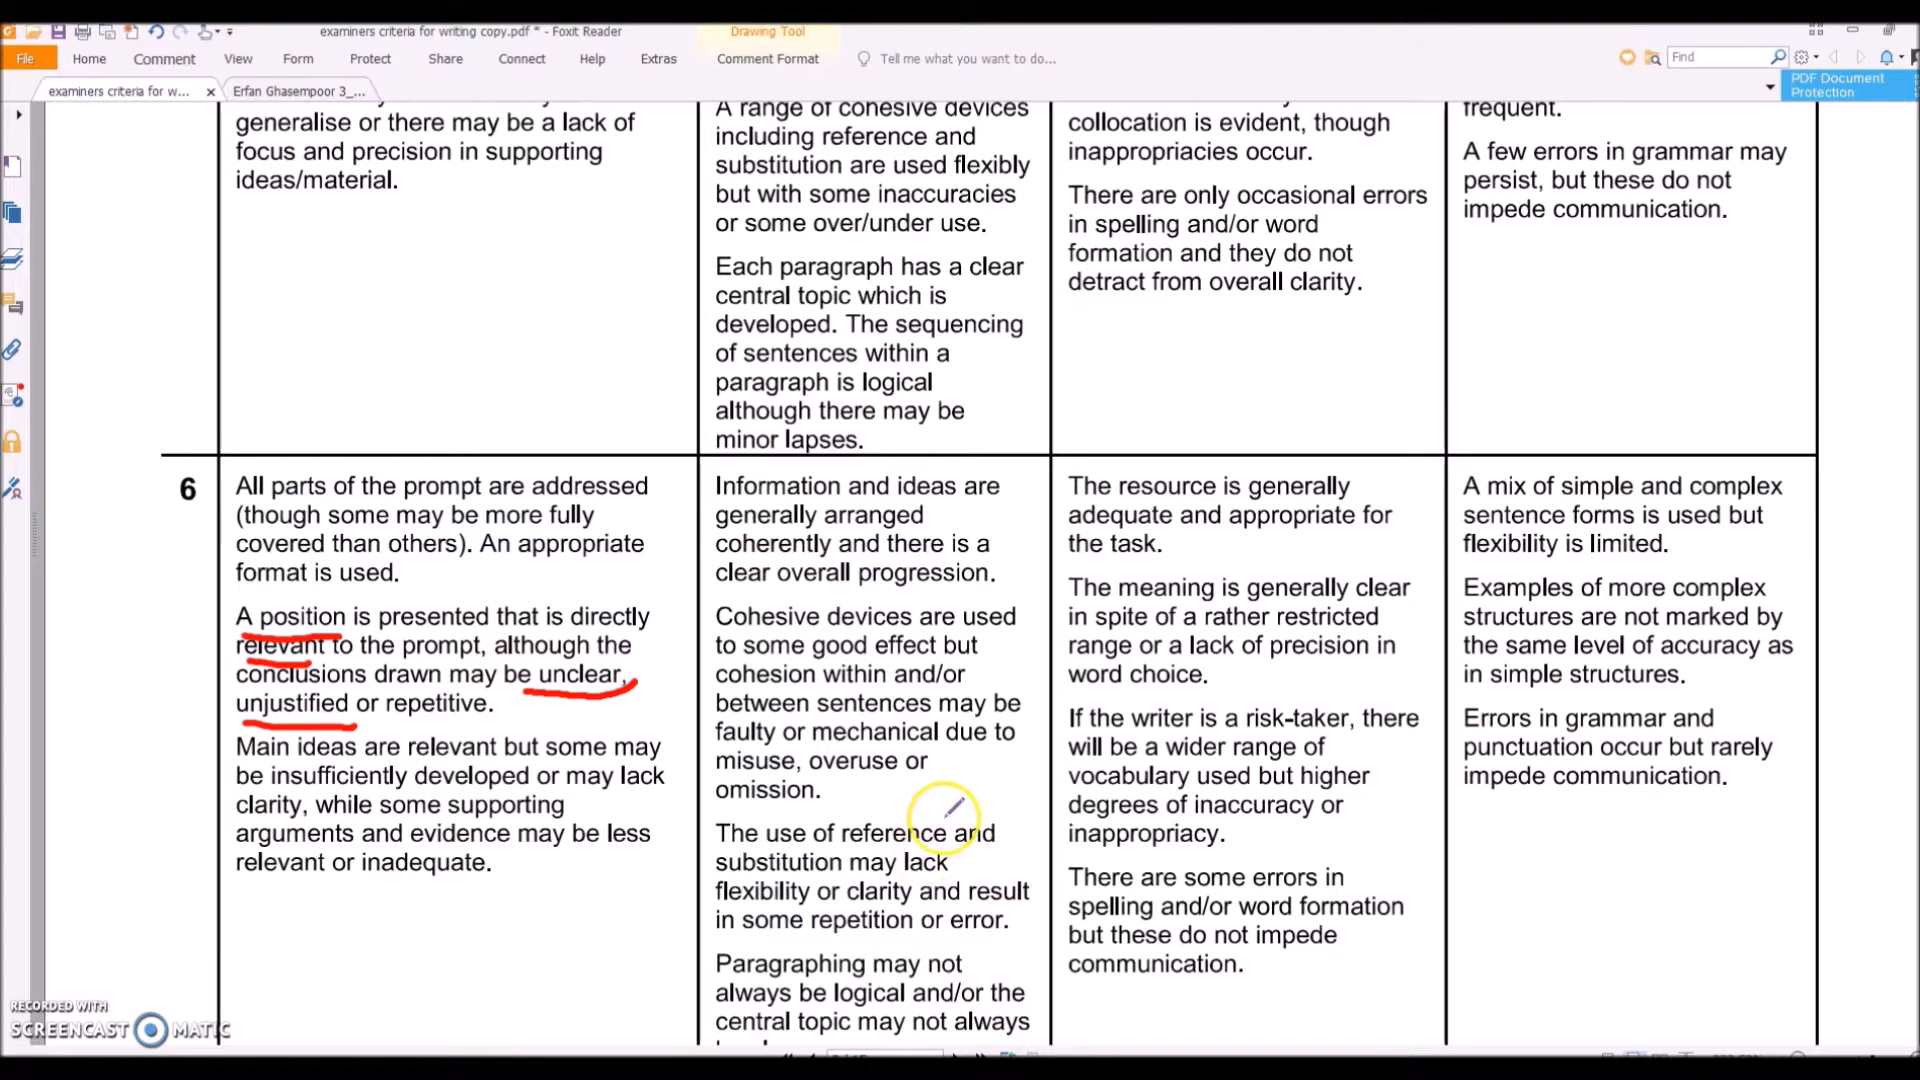 examiners criteria for writing copy.pdf * - Foxit Reader
Drawing Tool
File Home Comment View Form Protect Share Connect Help Extras Comment Format Tell me what you want to do... Find
examiners criteria for w... x Erfan Ghasempoor 3_...
PDF Document
Protection
generalise or there may be a lack of
focus and precision in supporting
ideas/material.
A range of cohesive devices
including reference and
substitution are used flexibly
but with some inaccuracies
or some over/under use.
Each paragraph has a clear
central topic which is
developed. The sequencing
of sentences within a
paragraph is logical
although there may be
minor lapses.
collocation is evident, though
inappropriacies occur.
There are only occasional errors
in spelling and/or word
formation and they do not
detract from overall clarity.
frequent.
A few errors in grammar may
persist, but these do not
impede communication.
6
All parts of the prompt are addressed
(though some may be more fully
covered than others). An appropriate
format is used.
A position is presented that is directly
relevant to the prompt, although the
conclusions drawn may be unclear,
unjustified or repetitive.
Main ideas are relevant but some may
be insufficiently developed or may lack
clarity, while some supporting
arguments and evidence may be less
relevant or inadequate.
Information and ideas are
generally arranged
coherently and there is a
clear overall progression.
Cohesive devices are used
to some good effect but
cohesion within and/or
between sentences may be
faulty or mechanical due to
misuse, overuse or
omission.
The use of reference and
substitution may lack
flexibility or clarity and result
in some repetition or error.
Paragraphing may not
always be logical and/or the
central topic may not always
The resource is generally
adequate and appropriate for
the task.
The meaning is generally clear
in spite of a rather restricted
range or a lack of precision in
word choice.
If the writer is a risk-taker, there
will be a wider range of
vocabulary used but higher
degrees of inaccuracy or
inappropriacy.
There are some errors in
spelling and/or word formation
but these do not impede
communication.
A mix of simple and complex
sentence forms is used but
flexibility is limited.
Examples of more complex
structures are not marked by
the same level of accuracy as
in simple structures.
Errors in grammar and
punctuation occur but rarely
impede communication.
RECORDED WITH
SCREENCAST MATIC